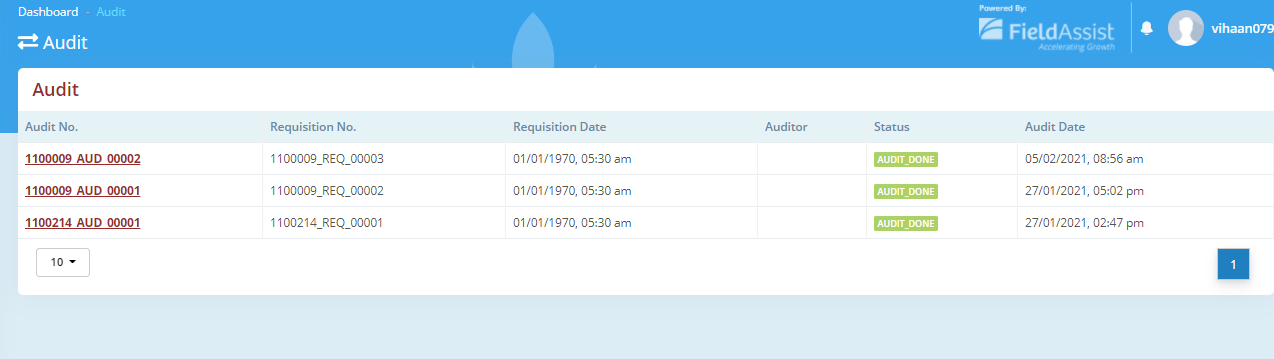 Dashboard - Audit
Powered By:
FieldAssist
Accelerating Growth
vihaan079
Audit
Audit
Audit No. Requisition No. Requisition Date Auditor Status Audit Date
1100009_AUD_00002 1100009_REQ_00003 01/01/1970, 05:30 am AUDIT_DONE 05/02/2021, 08:56 am
1100009_AUD_00001 1100009_REQ_00002 01/01/1970, 05:30 am AUDIT_DONE 27/01/2021, 05:02 pm
1100214_AUD_00001 1100214_REQ_00001 01/01/1970, 05:30 am AUDIT_DONE 27/01/2021, 02:47 pm
10 1